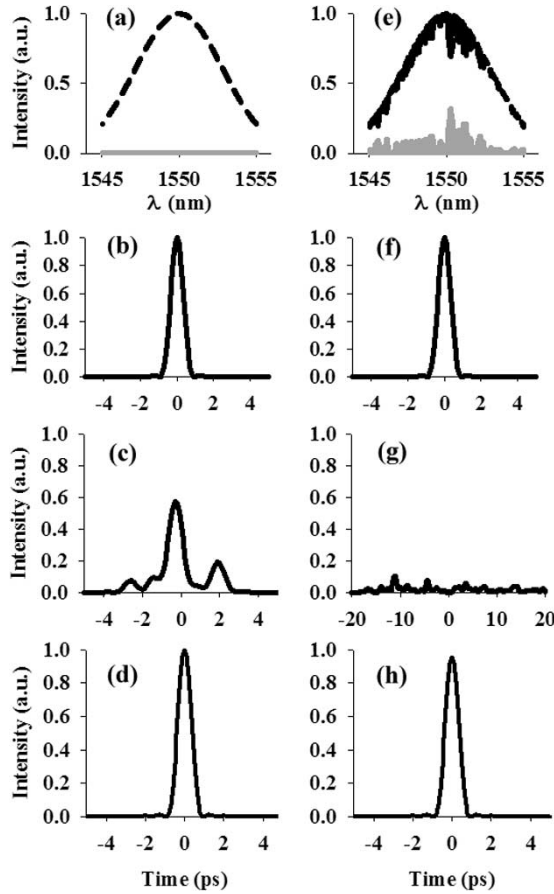 (a) (e)
Intensity (a.u.)
1.0 1.0
0.5 0.5
0.0 0.0
1545 1550 1555 1545 1550 1555
λ (nm) λ (nm)
(b) (f)
Intensity (a.u.)
1.0 1.0
0.8 0.8
0.6 0.6
0.4 0.4
0.2 0.2
0.0 0.0
-4 -2 0 2 4 -4 -2 0 2 4
(c) (g)
Intensity (a.u.)
1.0 1.0
0.8 0.8
0.6 0.6
0.4 0.4
0.2 0.2
0.0 0.0
-4 -2 0 2 4 -20 -10 0 10 20
(d) (h)
Intensity (a.u.)
1.0 1.0
0.8 0.8
0.6 0.6
0.4 0.4
0.2 0.2
0.0 0.0
-4 -2 0 2 4 -4 -2 0 2 4
Time (ps) Time (ps)